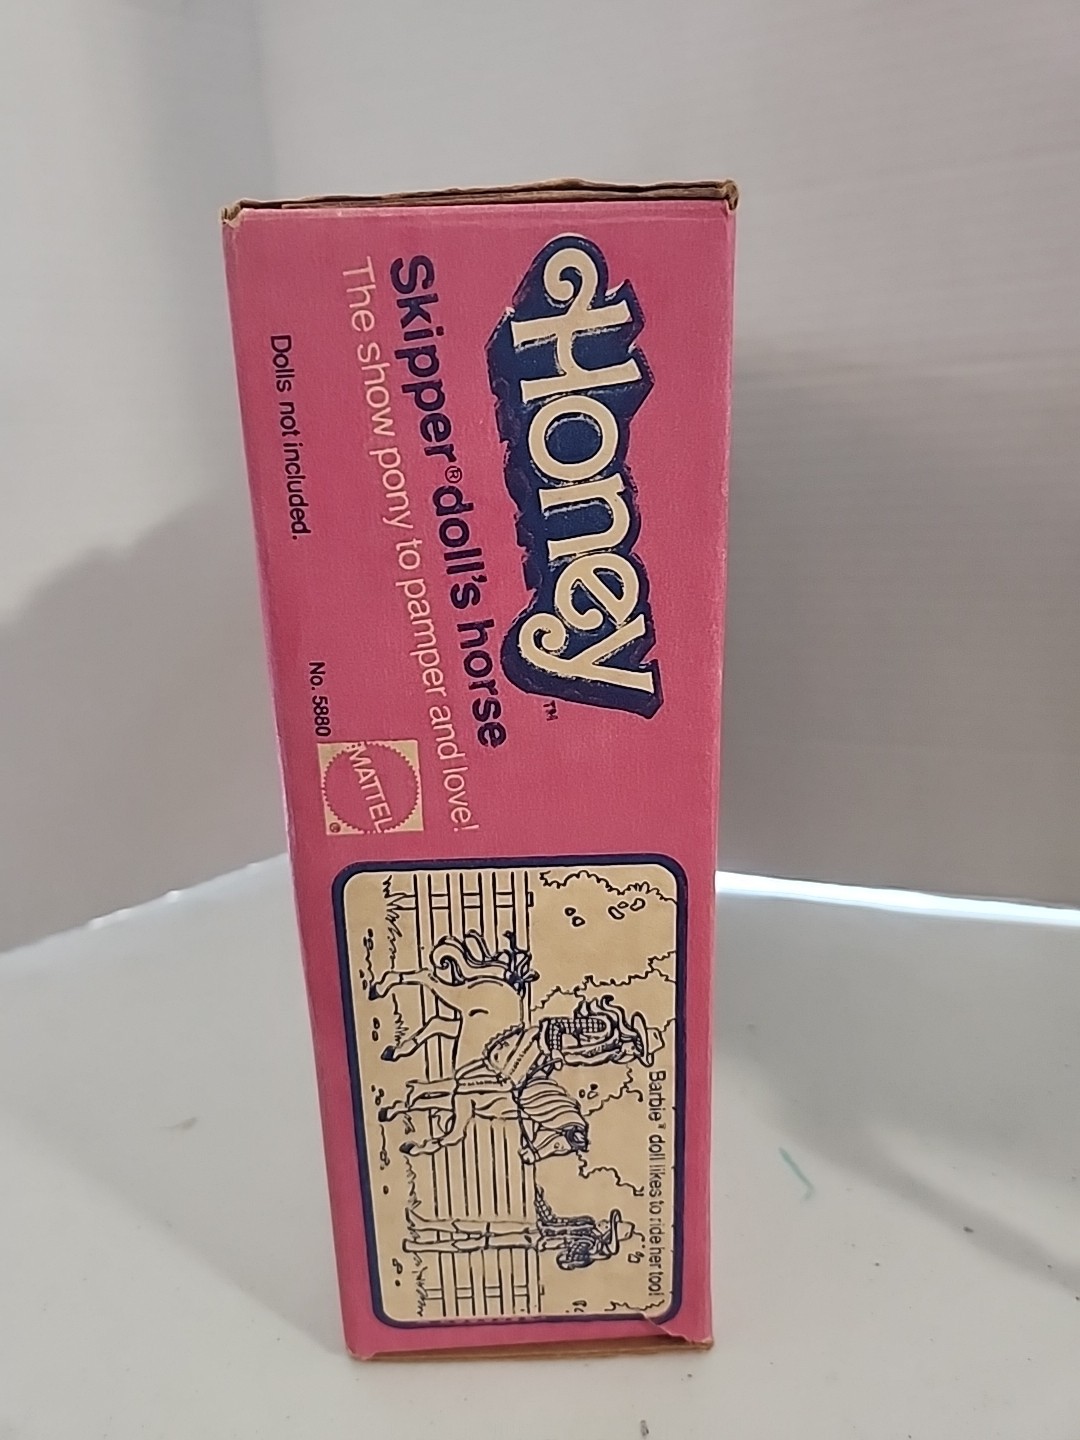 Honey™
Skipper® doll's horse
The show pony to pamper and love!
Dolls not included.
No. 5880
MATTEL®
Barbie® doll likes to ride her too!